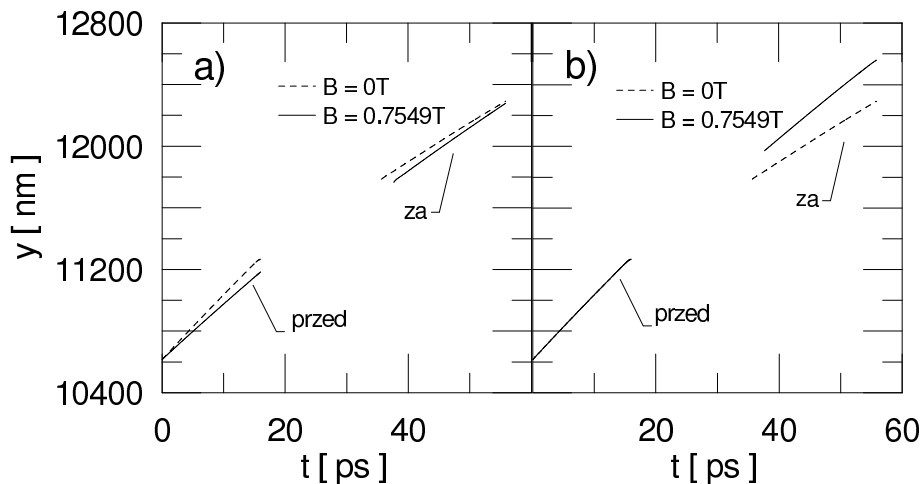 12800
12000
11200
10400
y [ nm ]
a)
B = 0T
B = 0.7549T
za
przed
0
20
40
t [ ps ]
b)
B = 0T
B = 0.7549T
za
przed
20
40
60
t [ ps ]